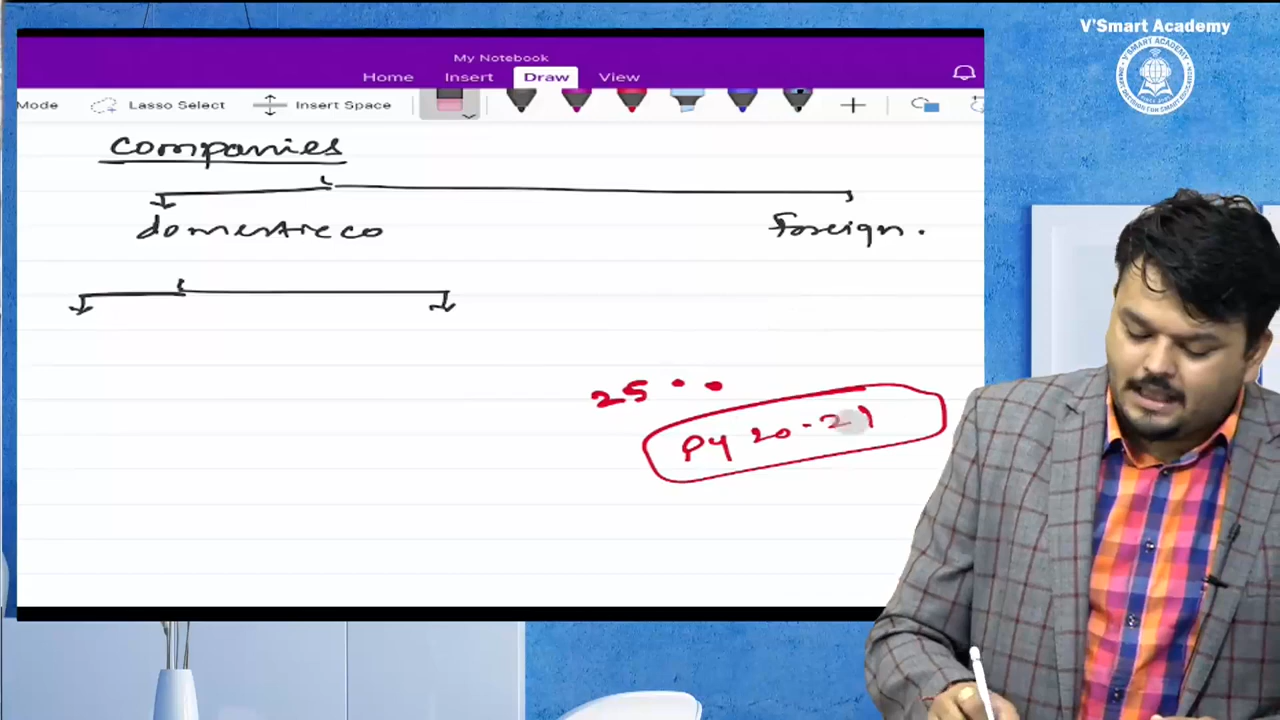 V'Smart Academy
My Notebook
Home Insert Draw View
Mode Lasso Select Insert Space
Companies
domestic co Foreign.
25
PY 20-21